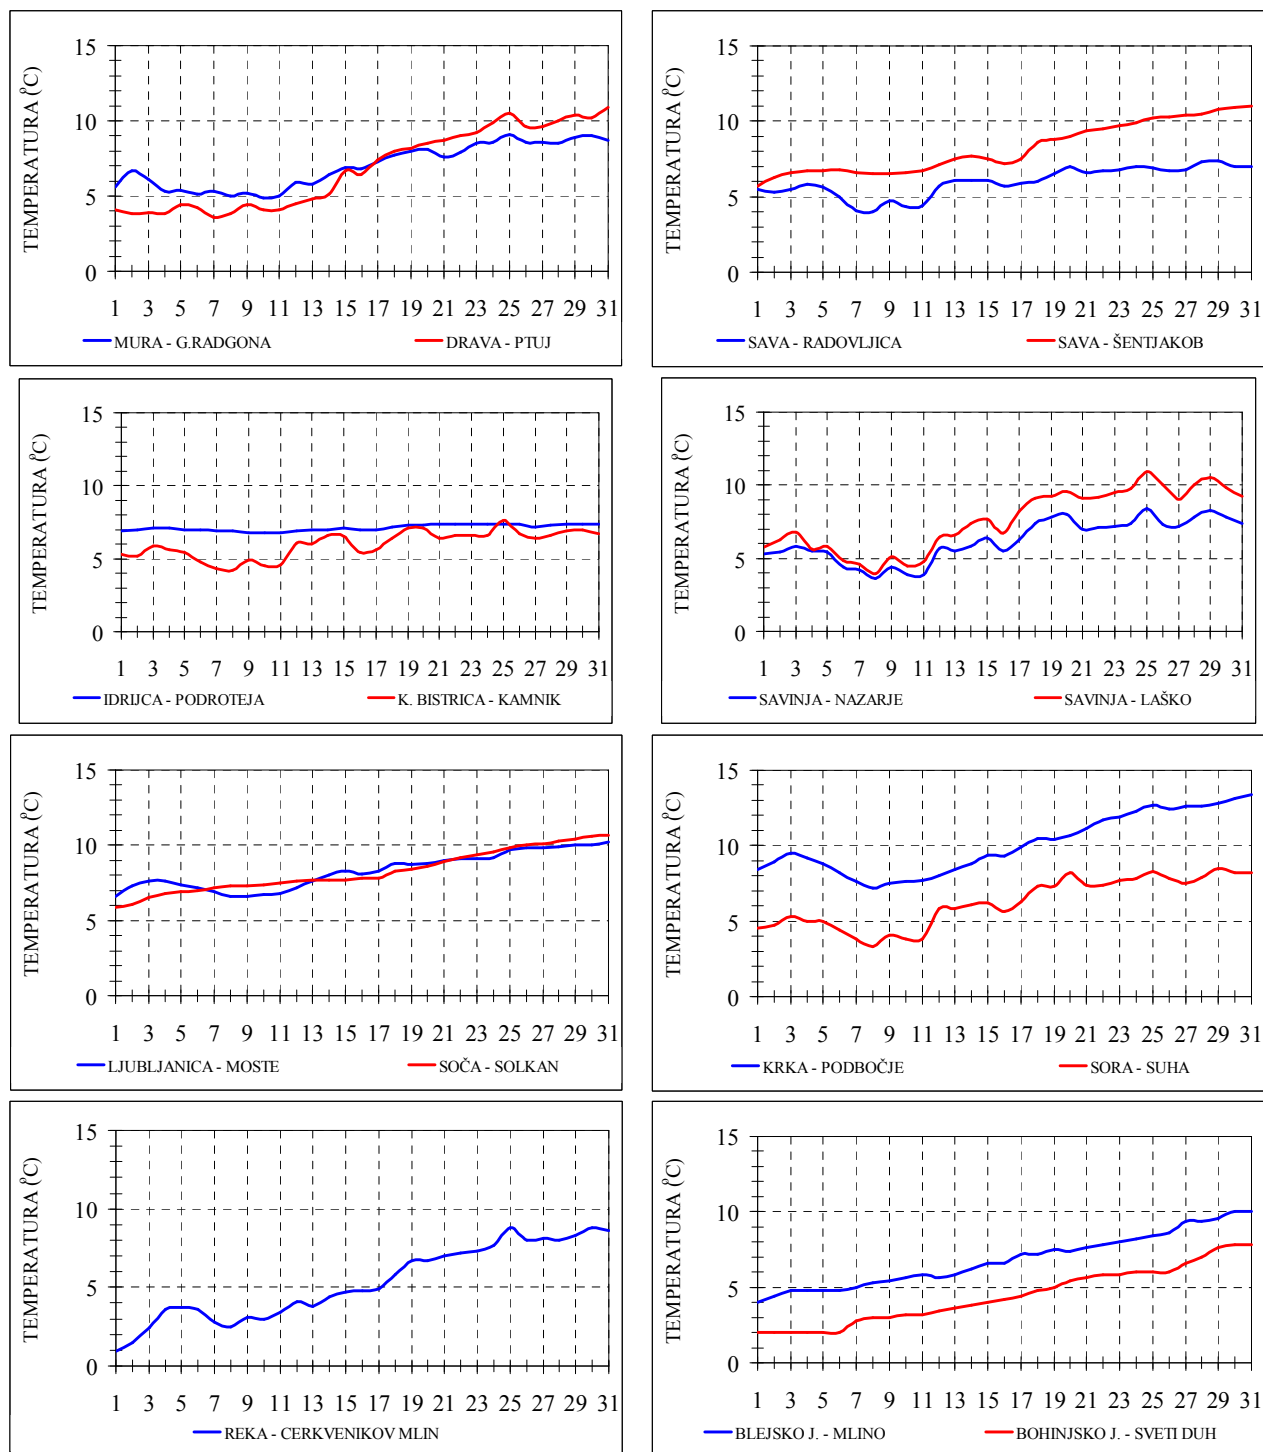 TEMPERATURA (°C)
15
10
5
0
1 3 5 7 9 11 13 15 17 19 21 23 25 27 29 31
MURA - G.RADGONA DRAVA - PTUJ
TEMPERATURA (°C)
15
10
5
0
1 3 5 7 9 11 13 15 17 19 21 23 25 27 29 31
SAVA - RADOVLJICA SAVA - ŠENTJAKOB
TEMPERATURA (°C)
15
10
5
0
1 3 5 7 9 11 13 15 17 19 21 23 25 27 29 31
IDRIJCA - PODROTEJA K. BISTRICA - KAMNIK
TEMPERATURA (°C)
15
10
5
0
1 3 5 7 9 11 13 15 17 19 21 23 25 27 29 31
SAVINJA - NAZARJE SAVINJA - LAŠKO
TEMPERATURA (°C)
15
10
5
0
1 3 5 7 9 11 13 15 17 19 21 23 25 27 29 31
LJUBLJANICA - MOSTE SOČA - SOLKAN
TEMPERATURA (°C)
15
10
5
0
1 3 5 7 9 11 13 15 17 19 21 23 25 27 29 31
KRKA - PODBOČJE SORA - SUHA
TEMPERATURA (°C)
15
10
5
0
1 3 5 7 9 11 13 15 17 19 21 23 25 27 29 31
REKA - CERKVENIKOV MLIN
TEMPERATURA (°C)
15
10
5
0
1 3 5 7 9 11 13 15 17 19 21 23 25 27 29 31
BLEJSKO J. - MLINO BOHINJSKO J. - SVETI DUH